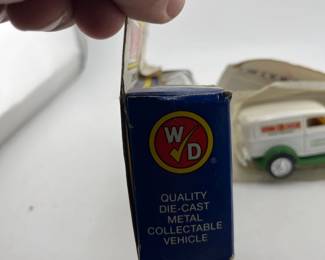 W
D
®
QUALITY
DIE-CAST
METAL
COLLECTABLE
VEHICLE